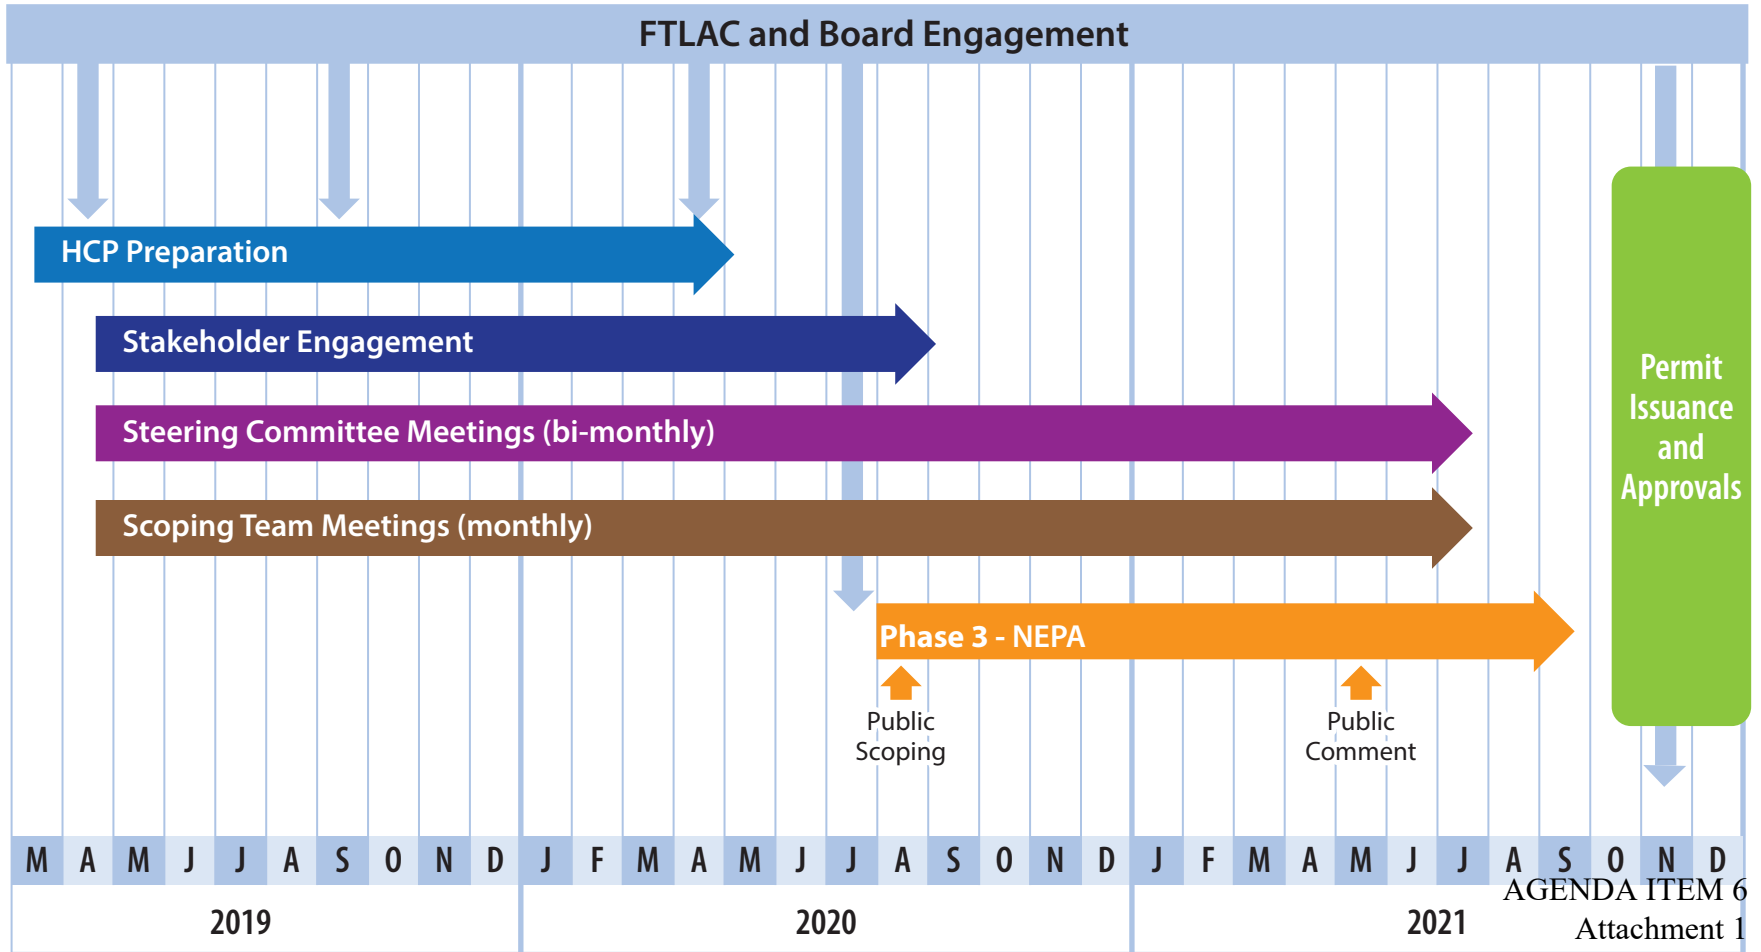 FTLAC and Board Engagement
HCP Preparation
Stakeholder Engagement
Steering Committee Meetings (bi-monthly)
Scoping Team Meetings (monthly)
Phase 3 - NEPA
Public
Scoping
Public
Comment
Permit
Issuance
and
Approvals
M A M J J A S O N D J F M A M J J A S O N D J F M A M J J A S O N D
2019 2020 2021
AGENDA ITEM 6
Attachment 1